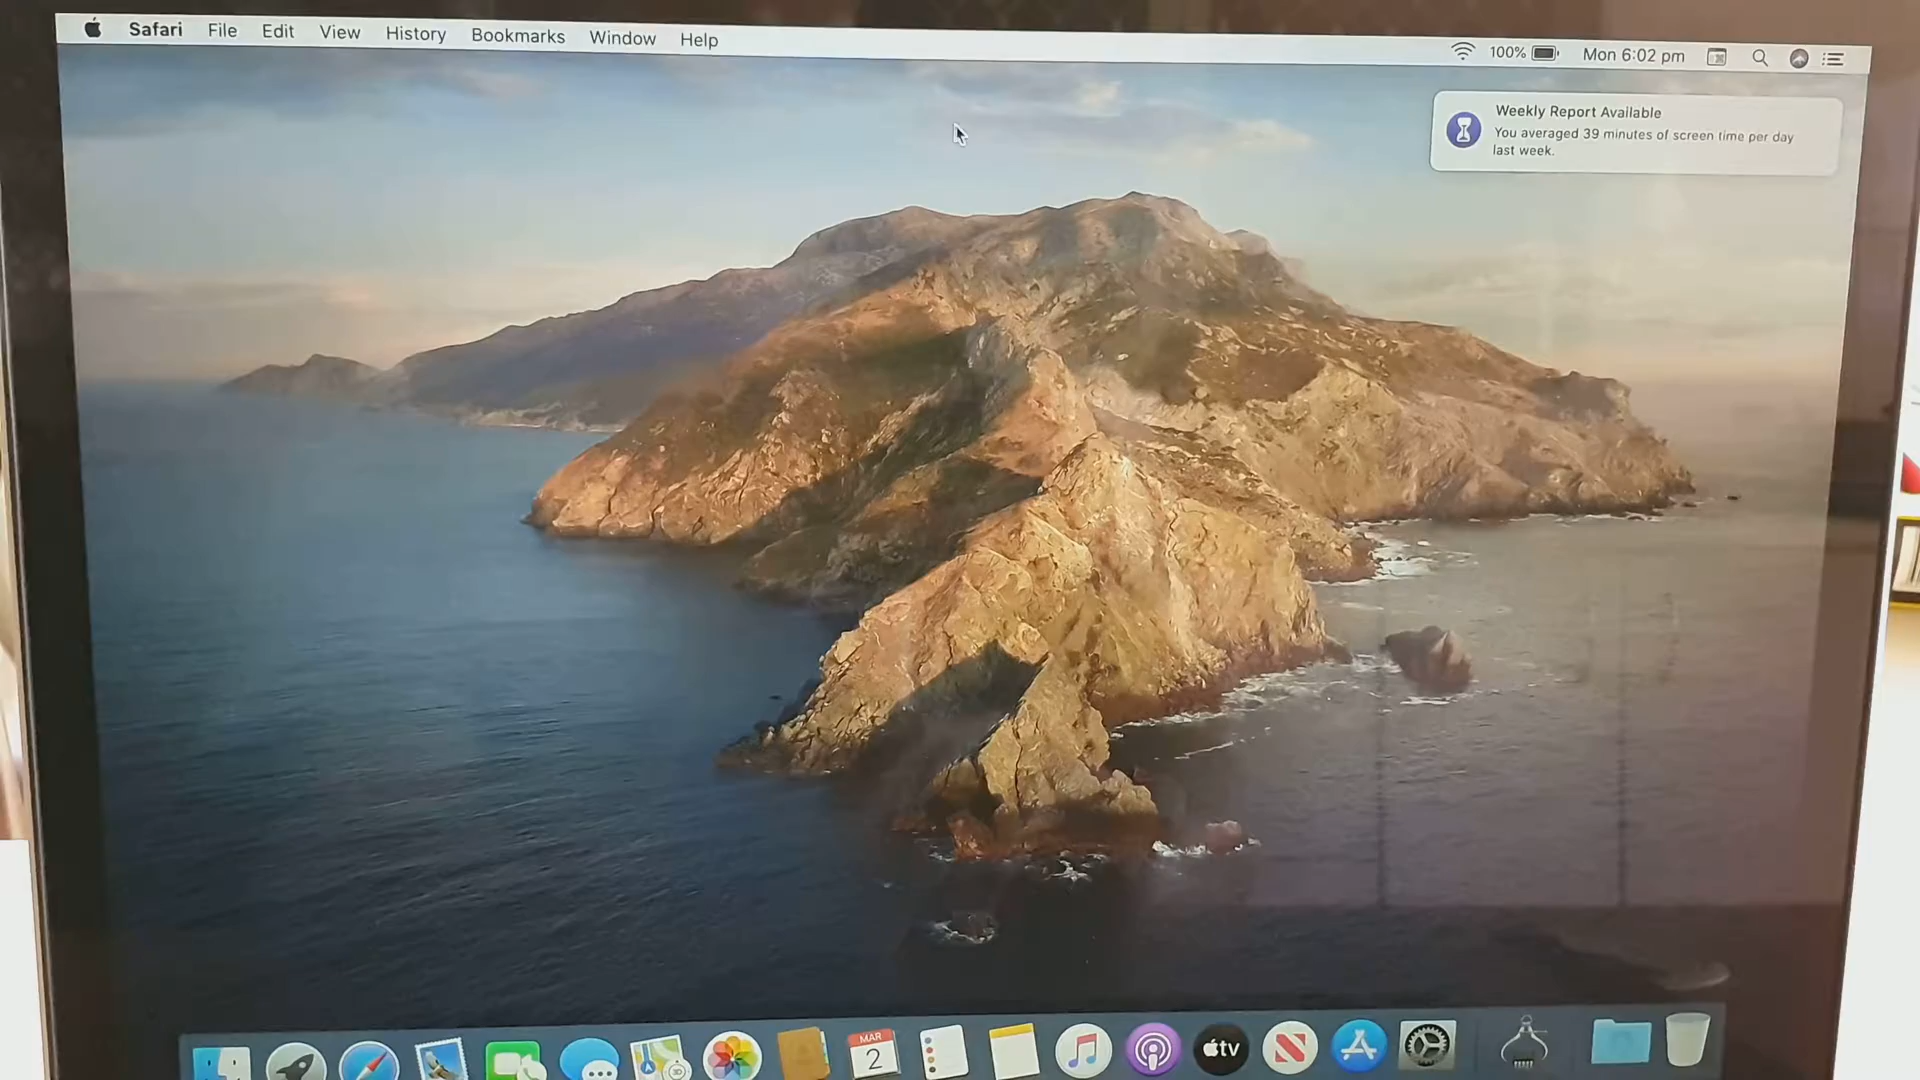 Safari File Edit View History Bookmarks Window Help 100% Mon 6:02 pm
Weekly Report Available
You averaged 39 minutes of screen time per day
last week.
MAR
2
3D
tv